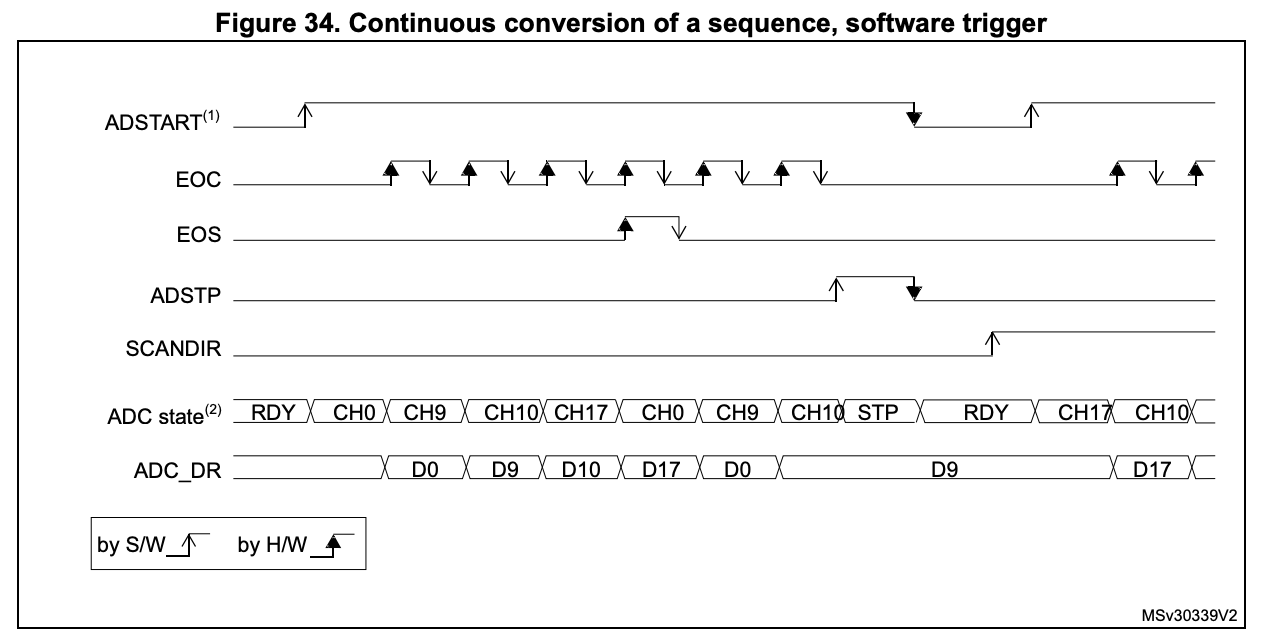 Figure 34. Continuous conversion of a sequence, software trigger
ADSTART(1)
EOC
EOS
ADSTP
SCANDIR
ADC state(2) RDY CH0 CH9 CH10 CH17 CH0 CH9 CH10 STP RDY CH17 CH10
ADC_DR D0 D9 D10 D17 D0 D9 D17
by S/W by H/W
MSv30339V2